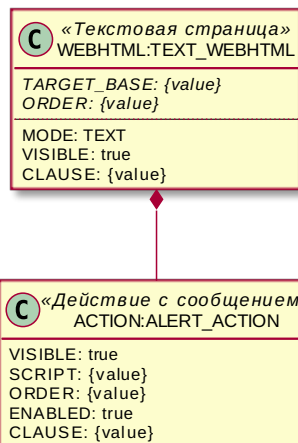 C «Текстовая страница»
WEBHTML:TEXT_WEBHTML
TARGET_BASE: {value}
ORDER: {value}
MODE: TEXT
VISIBLE: true
CLAUSE: {value}
C «Действие с сообщением
ACTION:ALERT_ACTION
VISIBLE: true
SCRIPT: {value}
ORDER: {value}
ENABLED: true
CLAUSE: {value}